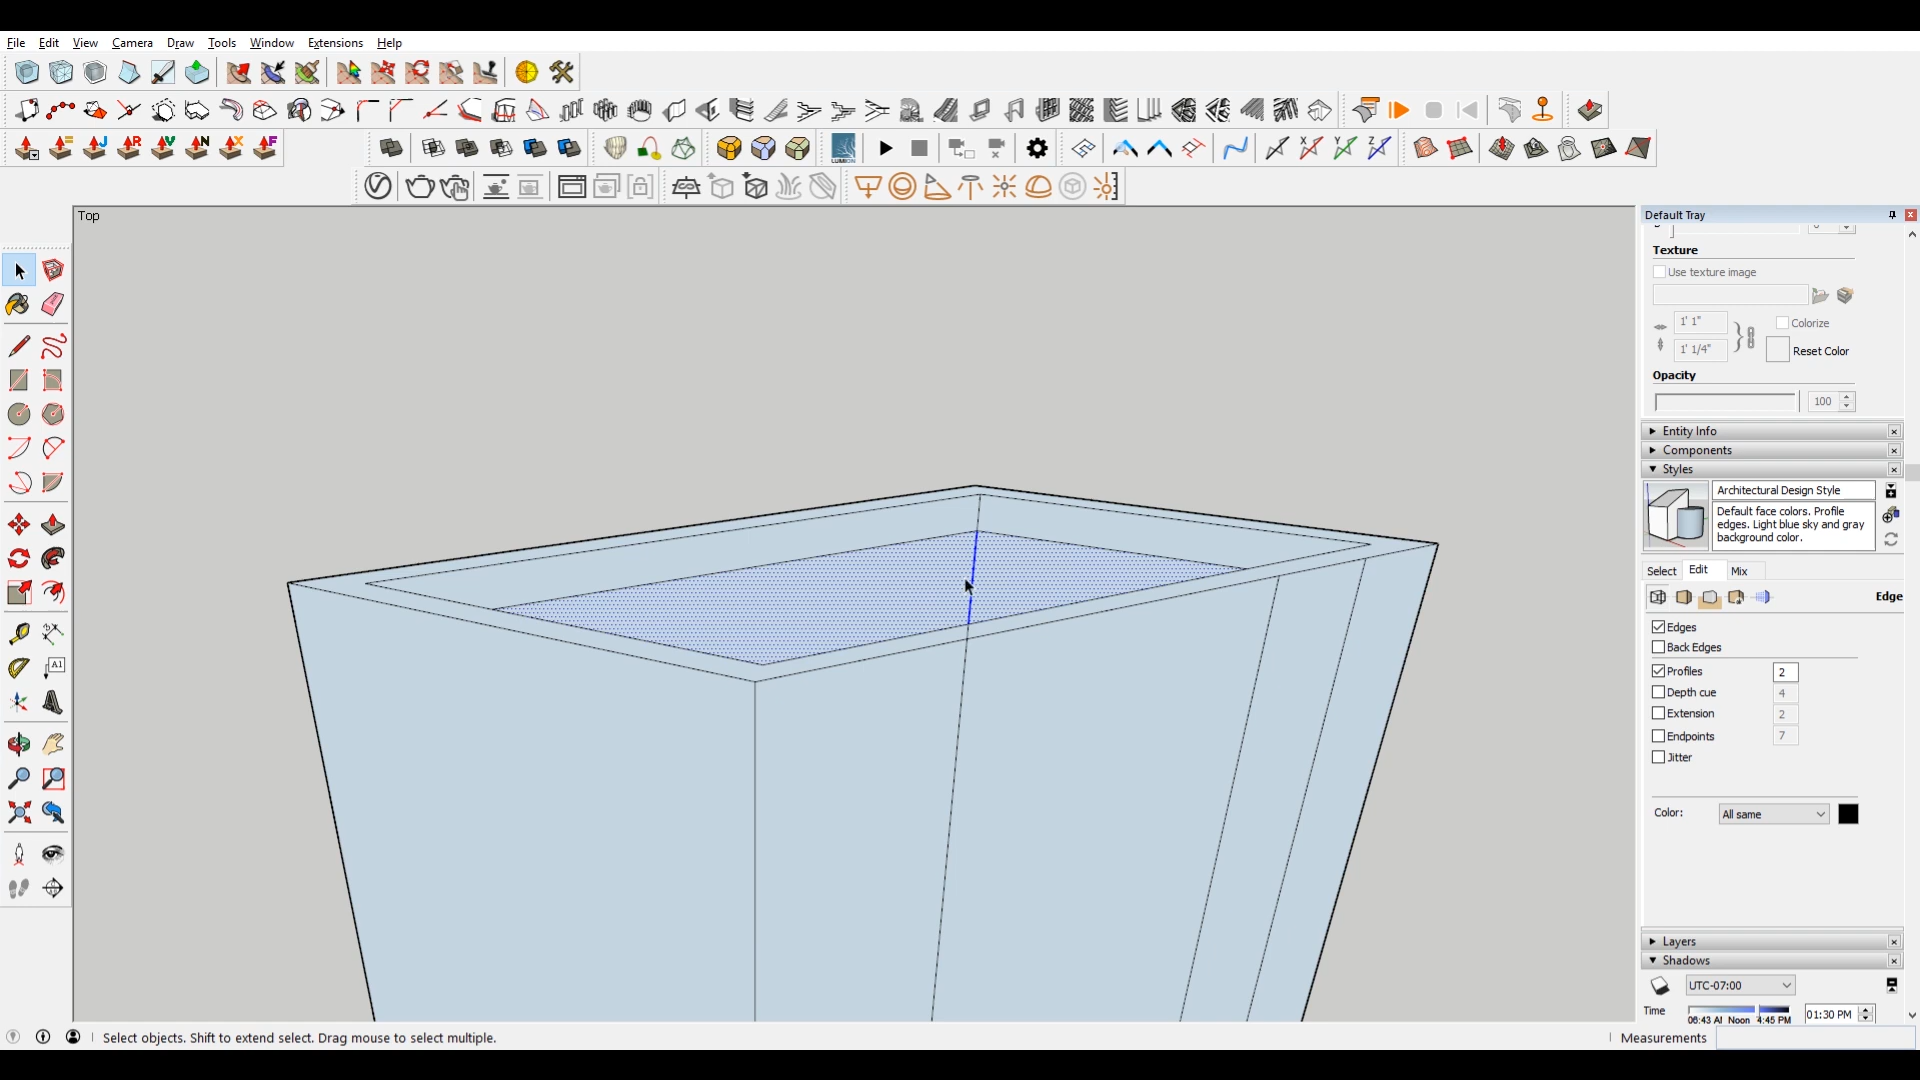 File Edit View Camera Draw Tools Window Extensions Help
LUMION
Top
Default Tray
Texture
Use texture image
1' 1"
Colorize
1' 1/4"
Reset Color
Opacity
100
Entity Info
Components
Styles
Architectural Design Style
Default face colors. Profile
edges. Light blue sky and gray
background color.
Select Edit Mix
Edge
Edges
Back Edges
Profiles 2
Depth cue 4
Extension 2
Endpoints 7
Jitter
Color: All same
Layers
Shadows
UTC-07:00
Time 06:43 AI Noon 4:45 PM 01:30 PM
A1
Select objects. Shift to extend select. Drag mouse to select multiple.
Measurements